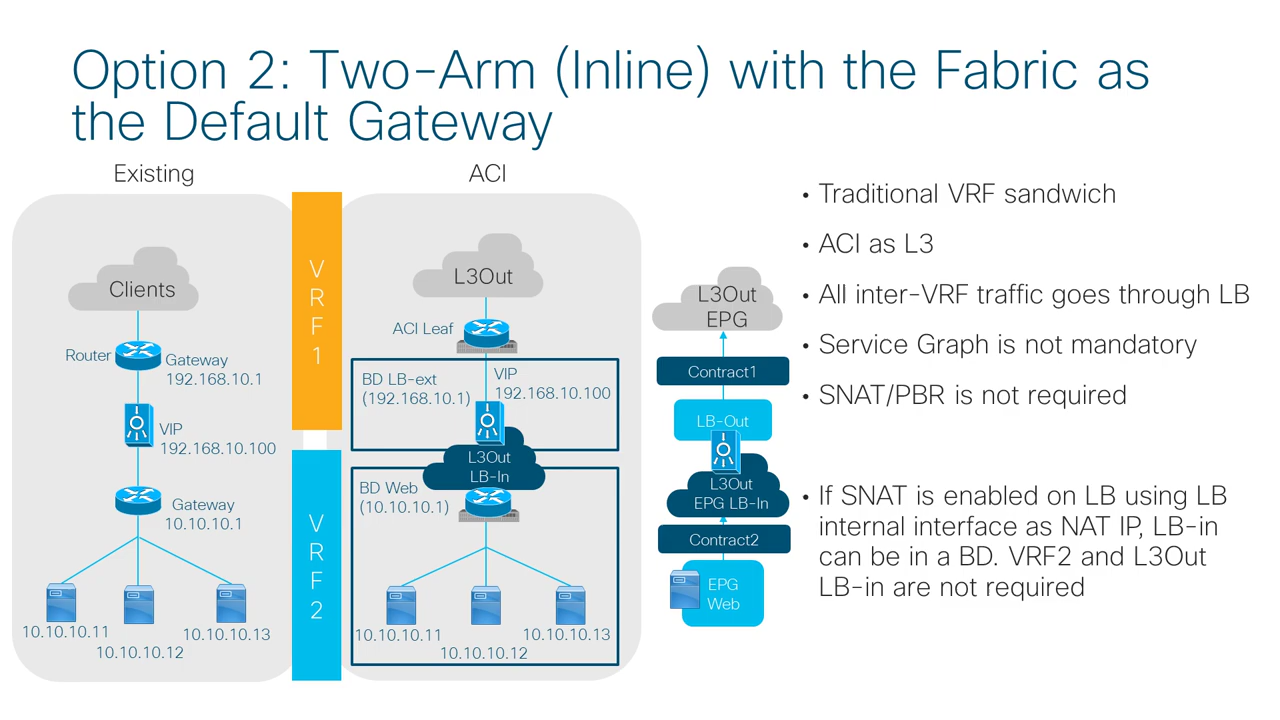 Option 2: Two-Arm (Inline) with the Fabric as
the Default Gateway
Existing
Clients
Router
Gateway
192.168.10.1
VIP
192.168.10.100
Gateway
10.10.10.1
10.10.10.11
10.10.10.12
10.10.10.13
VRF1
VRF2
ACI
L3Out
ACI Leaf
BD LB-ext
(192.168.10.1)
VIP
192.168.10.100
L3Out
LB-In
BD Web
(10.10.10.1)
10.10.10.11
10.10.10.12
10.10.10.13
L3Out
EPG
Contract1
LB-Out
L3Out
EPG LB-In
Contract2
EPG
Web
• Traditional VRF sandwich
• ACI as L3
• All inter-VRF traffic goes through LB
• Service Graph is not mandatory
• SNAT/PBR is not required
• If SNAT is enabled on LB using LB
internal interface as NAT IP, LB-in
can be in a BD. VRF2 and L3Out
LB-in are not required